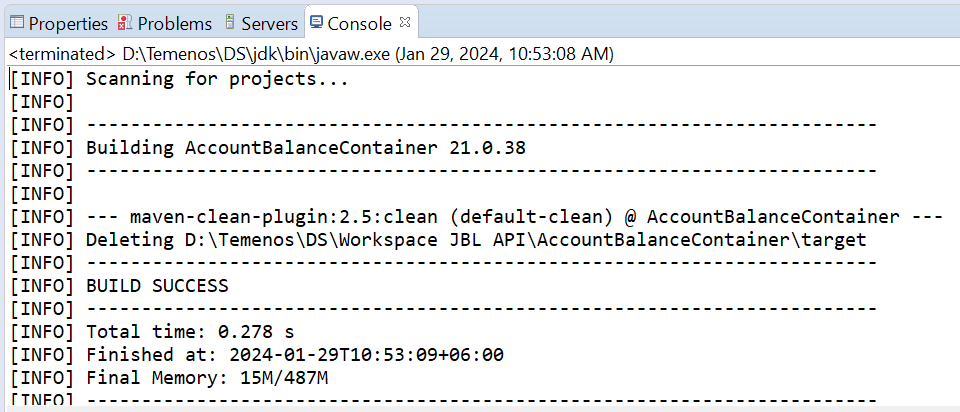 Properties Problems Servers Console
<terminated> D:\Temenos\DS\jdk\bin\javaw.exe (Jan 29, 2024, 10:53:08 AM)
[INFO] Scanning for projects...
[INFO]
[INFO] ------------------------------------------------------------------------
[INFO] Building AccountBalanceContainer 21.0.38
[INFO] ------------------------------------------------------------------------
[INFO]
[INFO] --- maven-clean-plugin:2.5:clean (default-clean) @ AccountBalanceContainer ---
[INFO] Deleting D:\Temenos\DS\Workspace JBL API\AccountBalanceContainer\target
[INFO] ------------------------------------------------------------------------
[INFO] BUILD SUCCESS
[INFO] ------------------------------------------------------------------------
[INFO] Total time: 0.278 s
[INFO] Finished at: 2024-01-29T10:53:09+06:00
[INFO] Final Memory: 15M/487M
[INFO] ------------------------------------------------------------------------